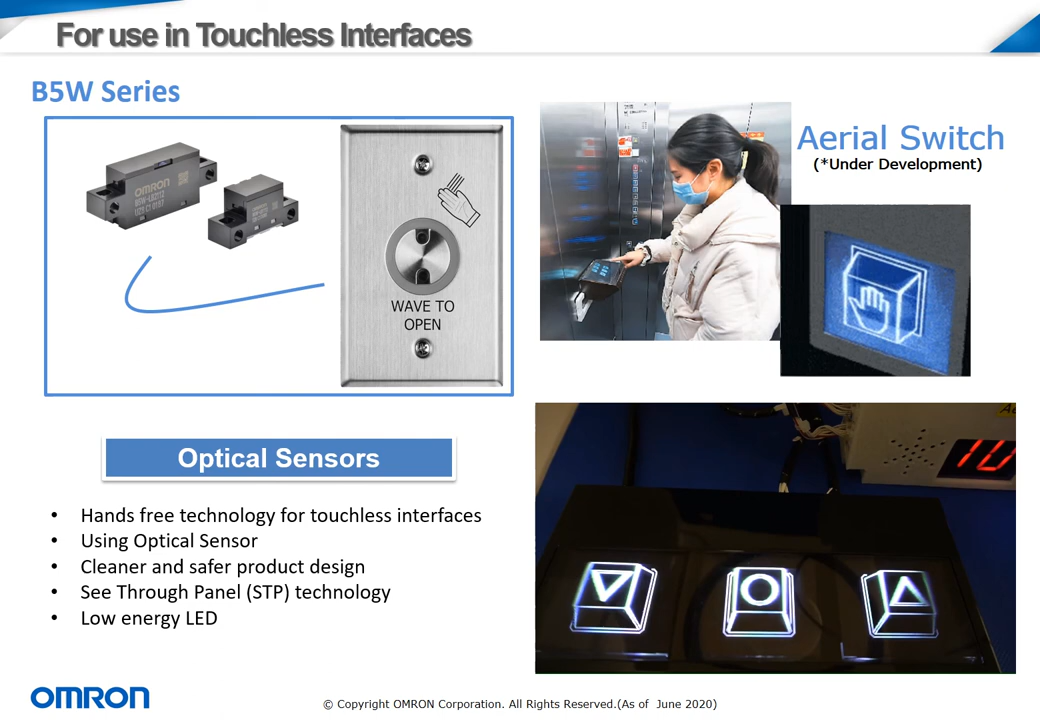 For use in Touchless Interfaces
B5W Series
OMRON
WAVE TO
OPEN
Aerial Switch
(*Under Development)
10
Optical Sensors
• Hands free technology for touchless interfaces
• Using Optical Sensor
• Cleaner and safer product design
• See Through Panel (STP) technology
• Low energy LED
OMRON
© Copyright OMRON Corporation. All Rights Reserved.(As of June 2020)